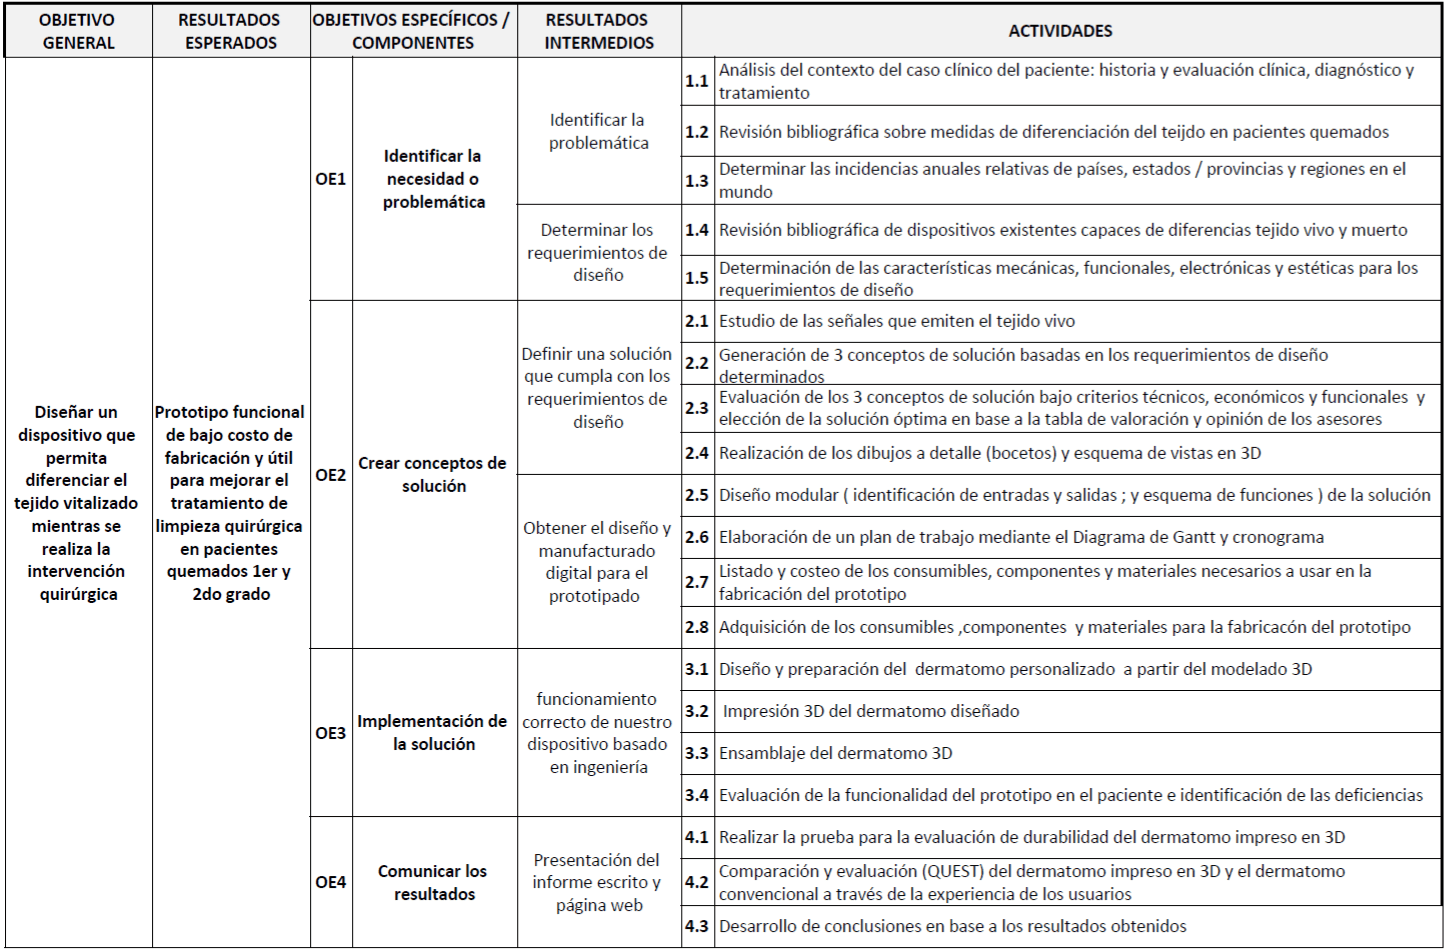 OBJETIVO
GENERAL
RESULTADOS
ESPERADOS
OBJETIVOS ESPECÍFICOS /
COMPONENTES
RESULTADOS
INTERMEDIOS
ACTIVIDADES
Diseñar un
dispositivo que
permita
diferenciar el
tejido vitalizado
mientras se
realiza la
intervención
quirúrgica
Prototipo funcional
de bajo costo de
fabricación y útil
para mejorar el
tratamiento de
limpieza quirúrgica
en pacientes
quemados 1er y
2do grado
OE1
Identificar la
necesidad o
problemática
Identificar la
problemática
1.1 Análisis del contexto del caso clínico del paciente: historia y evaluación clínica, diagnóstico y
tratamiento
1.2 Revisión bibliográfica sobre medidas de diferenciación del teijdo en pacientes quemados
1.3 Determinar las incidencias anuales relativas de países, estados / provincias y regiones en el
mundo
Determinar los
requerimientos de
diseño
1.4 Revisión bibliográfica de dispositivos existentes capaces de diferencias tejido vivo y muerto
1.5 Determinación de las características mecánicas, funcionales, electrónicas y estéticas para los
requerimientos de diseño
OE2
Crear conceptos de
solución
Definir una solución
que cumpla con los
requerimientos de
diseño
2.1 Estudio de las señales que emiten el tejido vivo
2.2 Generación de 3 conceptos de solución basadas en los requerimientos de diseño
determinados
2.3 Evaluación de los 3 conceptos de solución bajo criterios técnicos, económicos y funcionales y
elección de la solución óptima en base a la tabla de valoración y opinión de los asesores
2.4 Realización de los dibujos a detalle (bocetos) y esquema de vistas en 3D
Obtener el diseño y
manufacturado
digital para el
prototipado
2.5 Diseño modular ( identificación de entradas y salidas ; y esquema de funciones ) de la solución
2.6 Elaboración de un plan de trabajo mediante el Diagrama de Gantt y cronograma
2.7 Listado y costeo de los consumibles, componentes y materiales necesarios a usar en la
fabricación del prototipo
2.8 Adquisición de los consumibles ,componentes y materiales para la fabricacón del prototipo
OE3
Implementación de
la solución
funcionamiento
correcto de nuestro
dispositivo basado
en ingeniería
3.1 Diseño y preparación del dermatomo personalizado a partir del modelado 3D
3.2 Impresión 3D del dermatomo diseñado
3.3 Ensamblaje del dermatomo 3D
3.4 Evaluación de la funcionalidad del prototipo en el paciente e identificación de las deficiencias
OE4
Comunicar los
resultados
Presentación del
informe escrito y
página web
4.1 Realizar la prueba para la evaluación de durabilidad del dermatomo impreso en 3D
4.2 Comparación y evaluación (QUEST) del dermatomo impreso en 3D y el dermatomo
convencional a través de la experiencia de los usuarios
4.3 Desarrollo de conclusiones en base a los resultados obtenidos